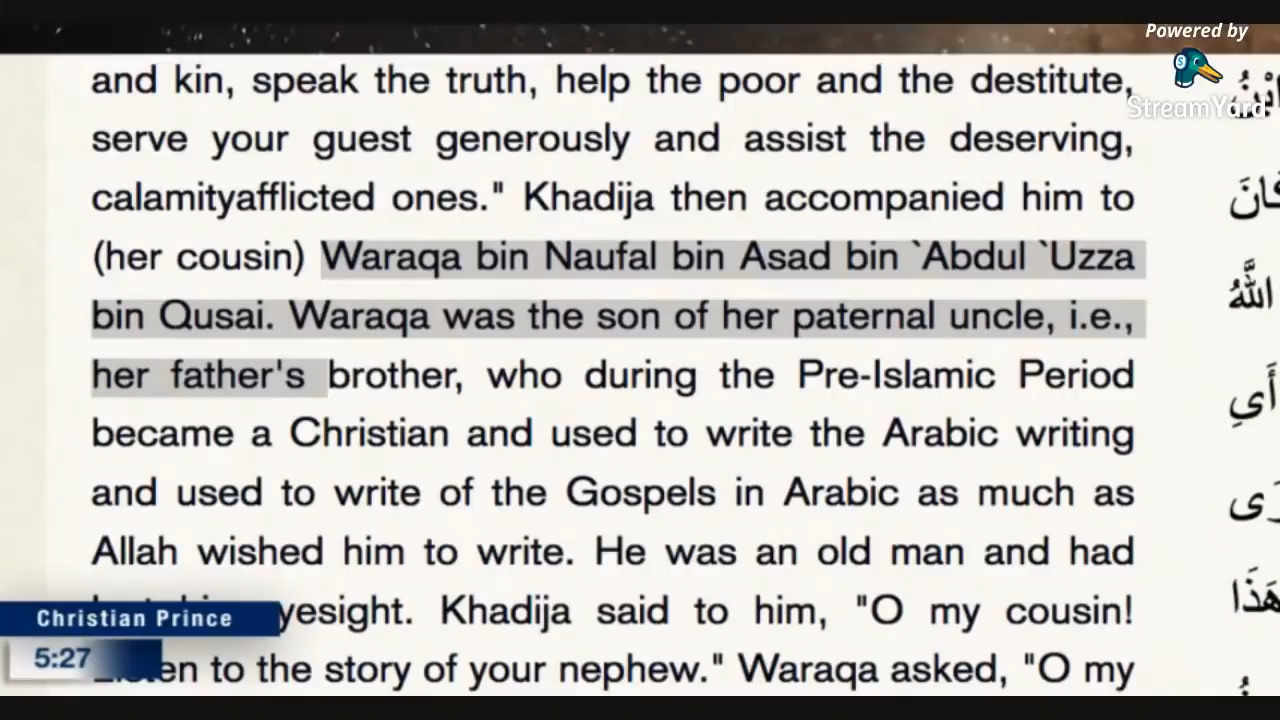 Powered by
StreamYard
and kin, speak the truth, help the poor and the destitute,
serve your guest generously and assist the deserving,
calamityafflicted ones." Khadija then accompanied him to
(her cousin) Waraqa bin Naufal bin Asad bin `Abdul `Uzza
bin Qusai. Waraqa was the son of her paternal uncle, i.e.,
her father's brother, who during the Pre-Islamic Period
became a Christian and used to write the Arabic writing
and used to write of the Gospels in Arabic as much as
Allah wished him to write. He was an old man and had
yesight. Khadija said to him, "O my cousin!
to the story of your nephew." Waraqa asked, "O my
اللَّهُ
أَيِ
هَذَا
Christian Prince
5:27